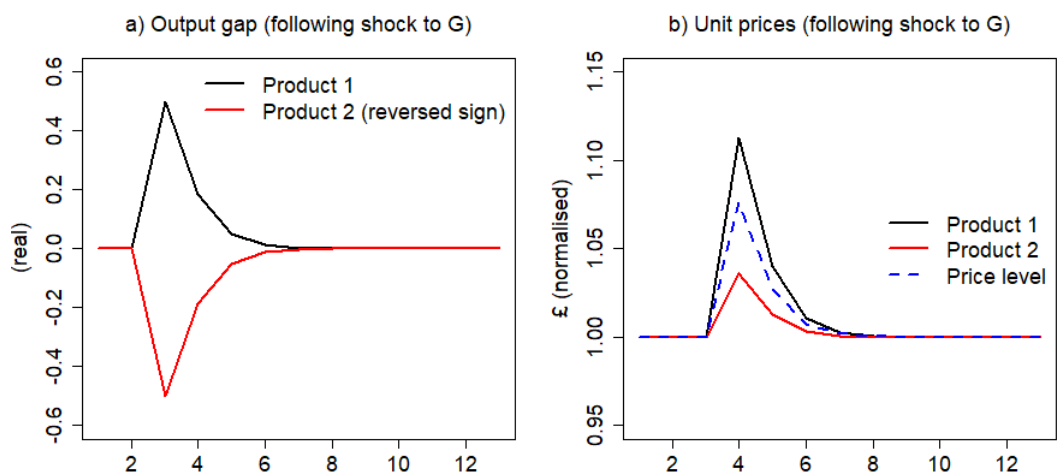 a) Output gap (following shock to G)
(real)
0.6
0.4
0.2
0.0
-0.2
-0.4
-0.6
Product 1
Product 2 (reversed sign)
2 4 6 8 10 12
b) Unit prices (following shock to G)
£ (normalised)
1.15
1.10
1.05
1.00
0.95
Product 1
Product 2
Price level
2 4 6 8 10 12